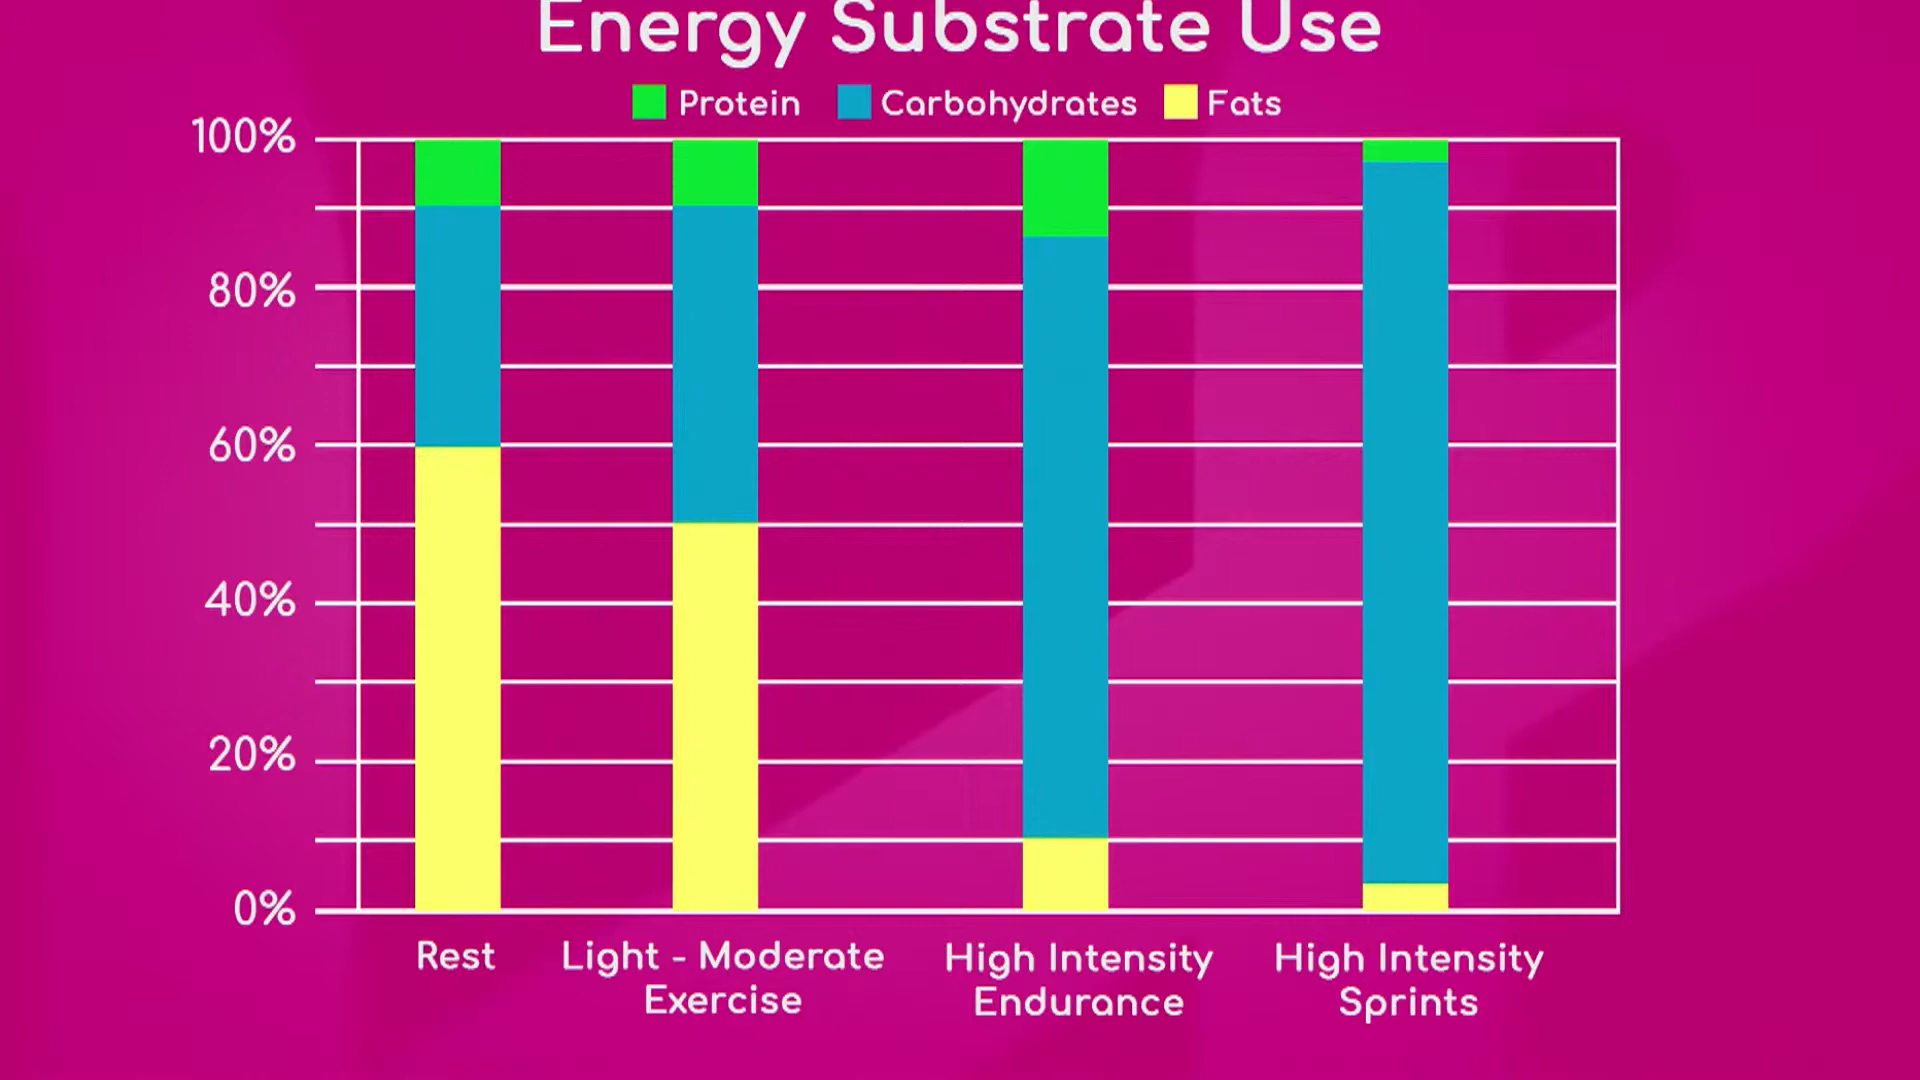 Energy Substrate Use
Protein Carbohydrates Fats
100%
80%
60%
40%
20%
0%
Rest
Light - Moderate
Exercise
High Intensity
Endurance
High Intensity
Sprints